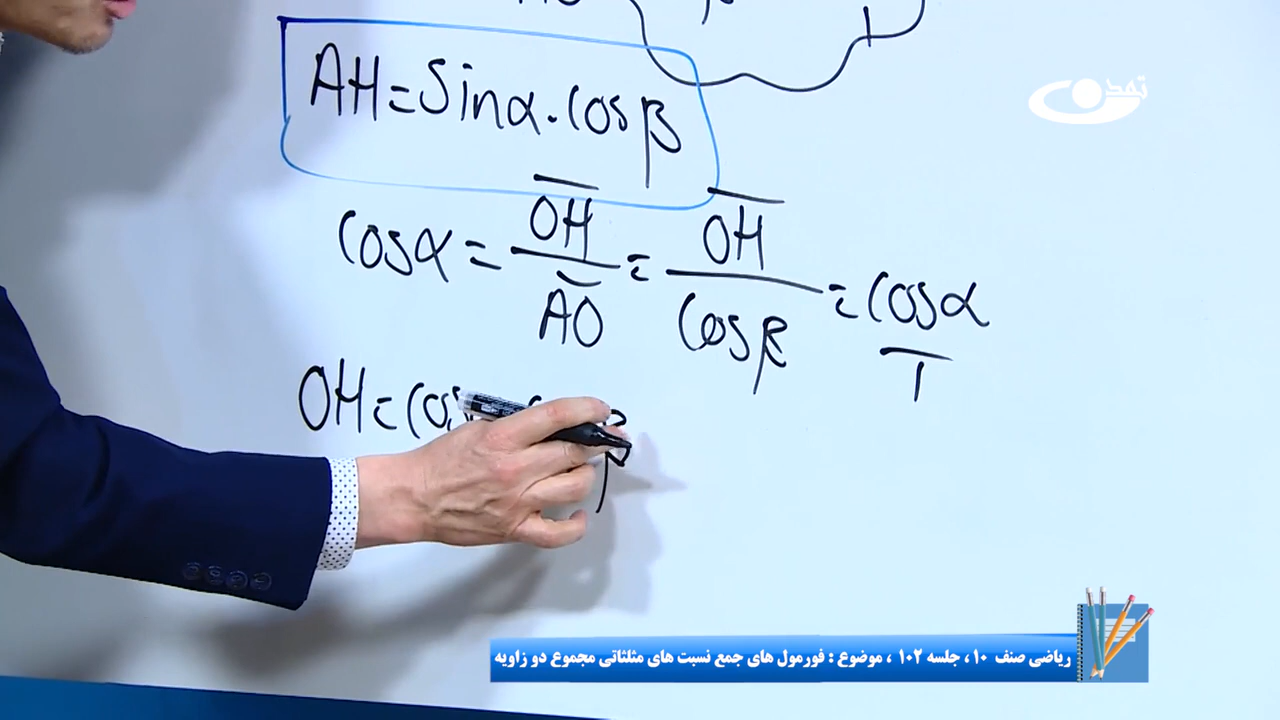 تمدن
AH=Sinα.Cosβ
Cosα = OH/AO = OH/Cosβ = Cosα/1
OH=Cos
ریاضی صنف ۱۰، جلسه ۱۰۲ ، موضوع : فورمول های جمع نسبت های مثلثاتی مجموع دو زاویه